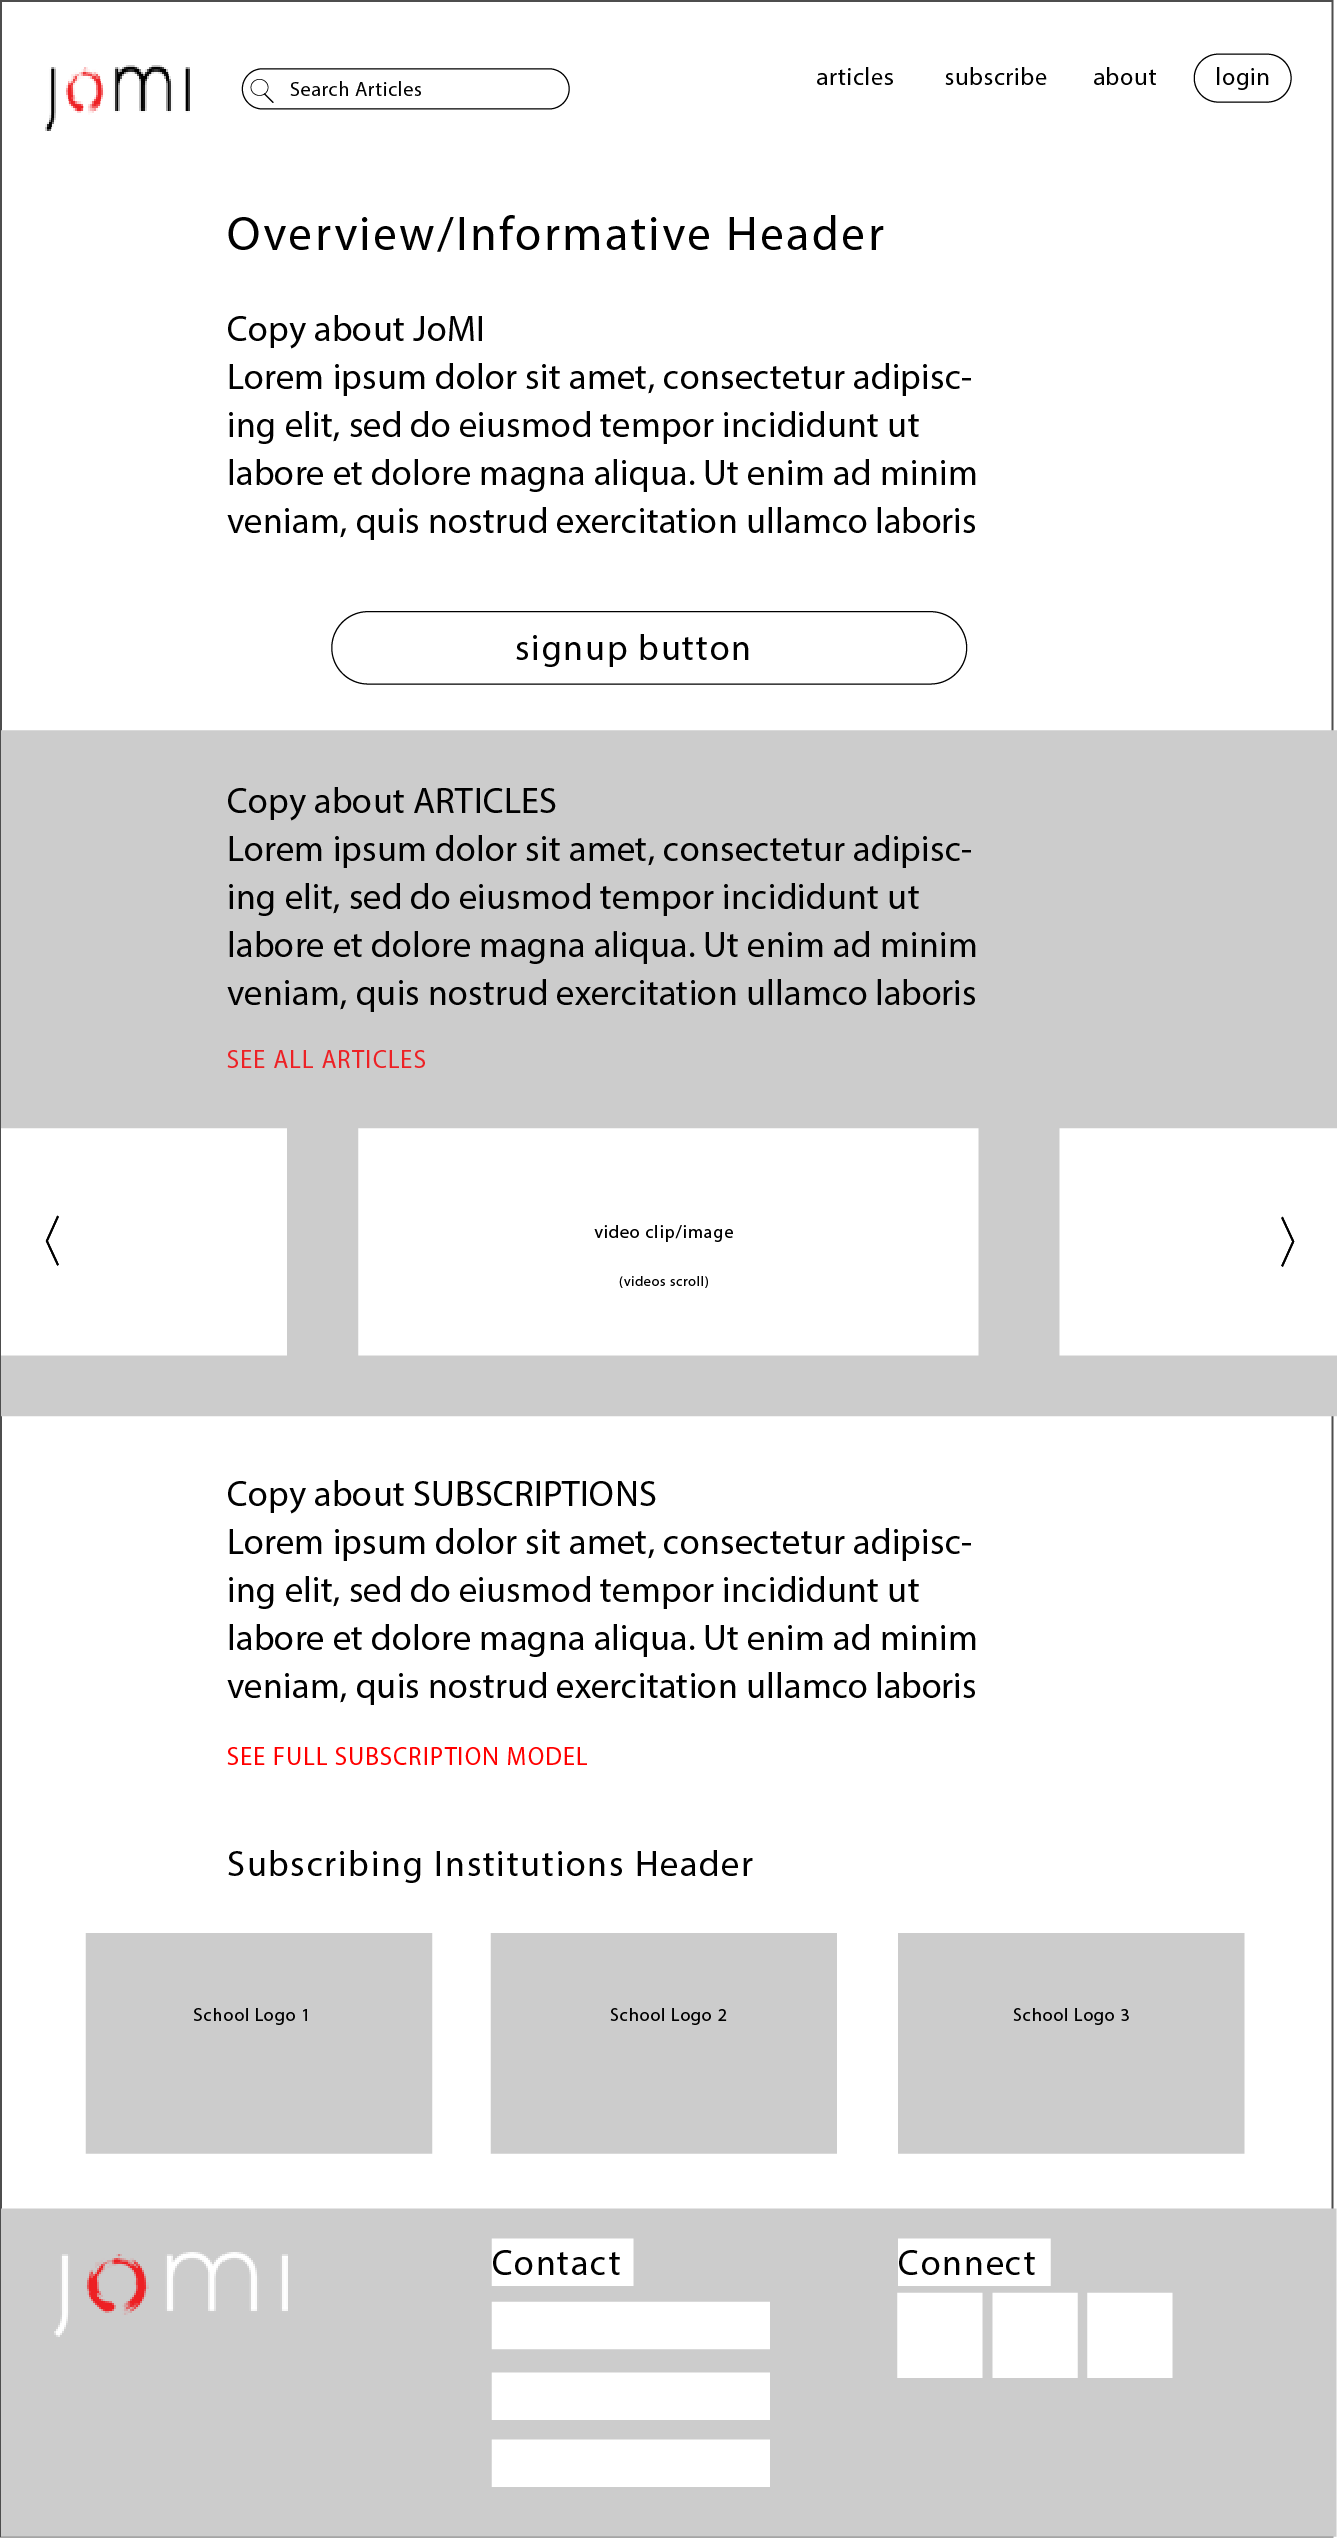 joMI
Search Articles
articles subscribe about login
Overview/Informative Header
Copy about JoMI
Lorem ipsum dolor sit amet, consectetur adipisc-
ing elit, sed do eiusmod tempor incididunt ut
labore et dolore magna aliqua. Ut enim ad minim
veniam, quis nostrud exercitation ullamco laboris
signup button
Copy about ARTICLES
Lorem ipsum dolor sit amet, consectetur adipisc-
ing elit, sed do eiusmod tempor incididunt ut
labore et dolore magna aliqua. Ut enim ad minim
veniam, quis nostrud exercitation ullamco laboris
SEE ALL ARTICLES
video clip/image
(videos scroll)
Copy about SUBSCRIPTIONS
Lorem ipsum dolor sit amet, consectetur adipisc-
ing elit, sed do eiusmod tempor incididunt ut
labore et dolore magna aliqua. Ut enim ad minim
veniam, quis nostrud exercitation ullamco laboris
SEE FULL SUBSCRIPTION MODEL
Subscribing Institutions Header
School Logo 1
School Logo 2
School Logo 3
joMI
Contact
Connect